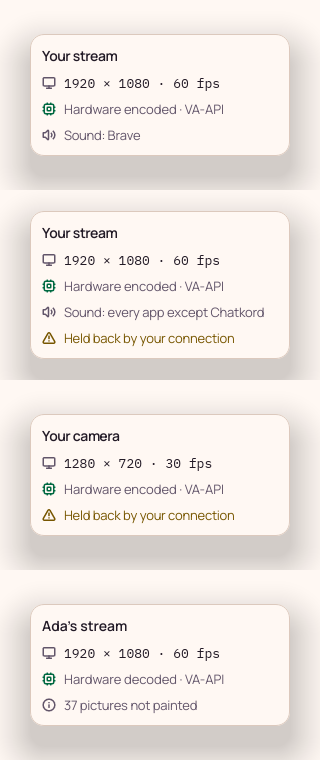 Your stream
1920 × 1080 · 60 fps
Hardware encoded · VA-API
Sound: Brave
Your stream
1920 × 1080 · 60 fps
Hardware encoded · VA-API
Sound: every app except Chatkord
Held back by your connection
Your camera
1280 × 720 · 30 fps
Hardware encoded · VA-API
Held back by your connection
Ada's stream
1920 × 1080 · 60 fps
Hardware decoded · VA-API
37 pictures not painted